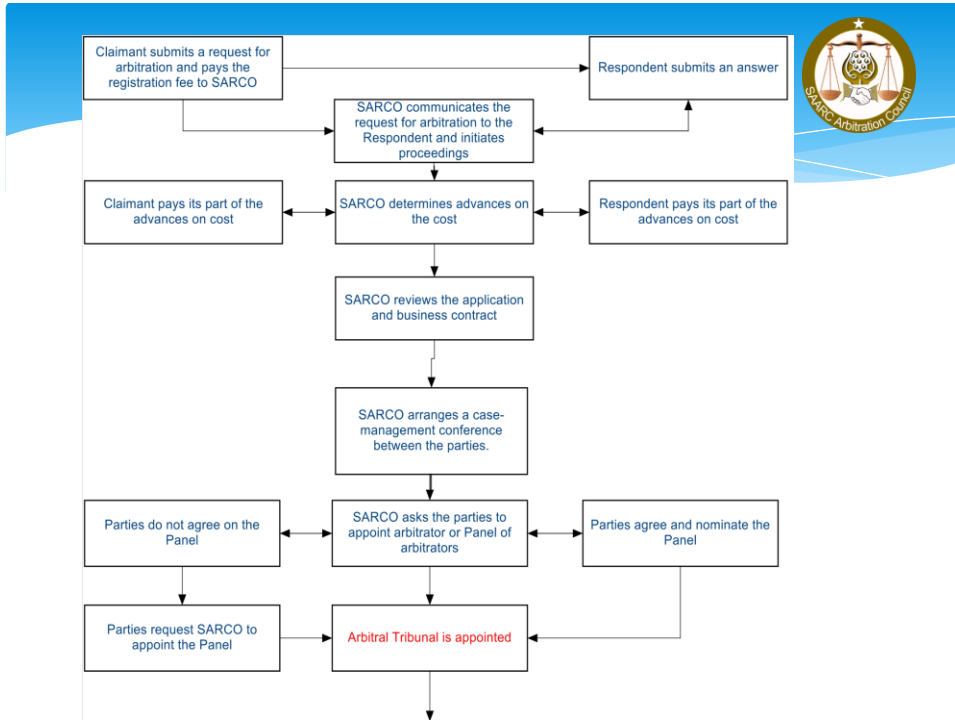 Claimant submits a request for
arbitration and pays the
registration fee to SARCO
Respondent submits an answer
SAARC Arbitration Council
SARCO communicates the
request for arbitration to the
Respondent and initiates
proceedings
Claimant pays its part of the
advances on cost
SARCO determines advances on
the cost
Respondent pays its part of the
advances on cost
SARCO reviews the application
and business contract
SARCO arranges a case-
management conference
between the parties.
Parties do not agree on the
Panel
SARCO asks the parties to
appoint arbitrator or Panel of
arbitrators
Parties agree and nominate the
Panel
Parties request SARCO to
appoint the Panel
Arbitral Tribunal is appointed